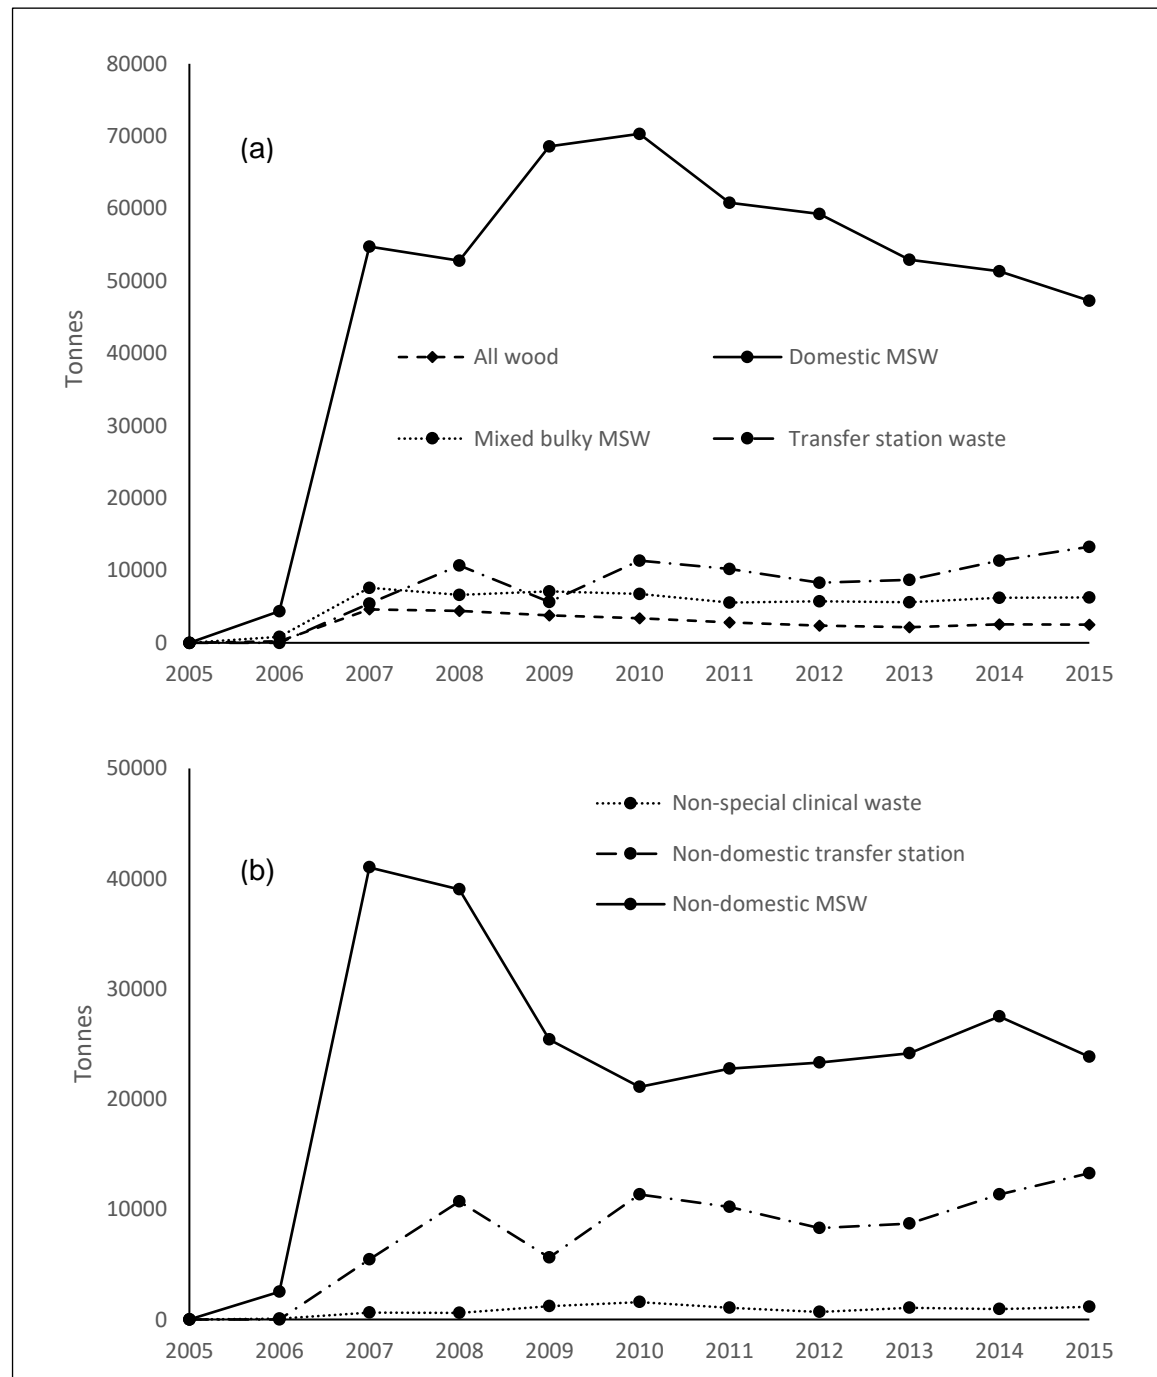 80000
70000
(a)
60000
50000
Tonnes
40000
All wood
Domestic MSW
30000
Mixed bulky MSW
Transfer station waste
20000
10000
0
2005 2006 2007 2008 2009 2010 2011 2012 2013 2014 2015
50000
Non-special clinical waste
Non-domestic transfer station
(b)
40000
Non-domestic MSW
30000
Tonnes
20000
10000
0
2005 2006 2007 2008 2009 2010 2011 2012 2013 2014 2015